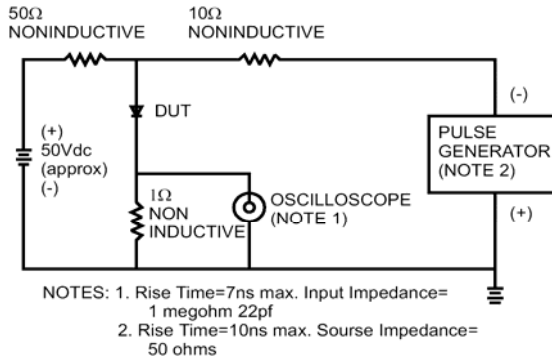 50Ω
NONINDUCTIVE
10Ω
NONINDUCTIVE
(+)
50Vdc
(approx)
(-)
DUT
1Ω
NON
INDUCTIVE
OSCILLOSCOPE
(NOTE 1)
(-)
PULSE
GENERATOR
(NOTE 2)
(+)
NOTES: 1. Rise Time=7ns max. Input Impedance=
1 megohm 22pf
2. Rise Time=10ns max. Sourse Impedance=
50 ohms